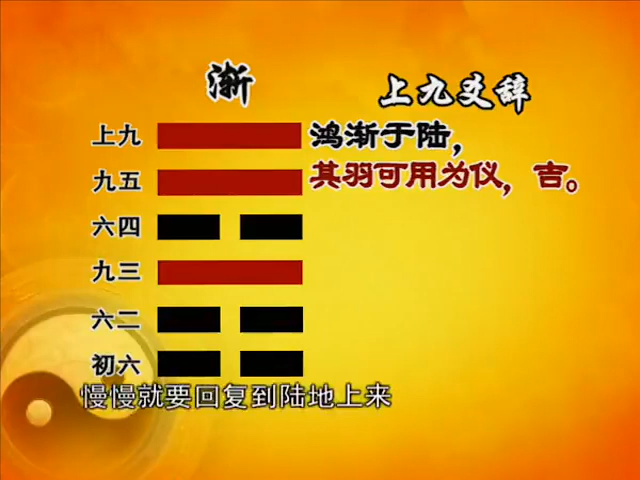 渐
上九爻辞
上九
鸿渐于陆，
九五
其羽可用为仪，吉。
六四
九三
六二
初六
慢慢就要回复到陆地上来